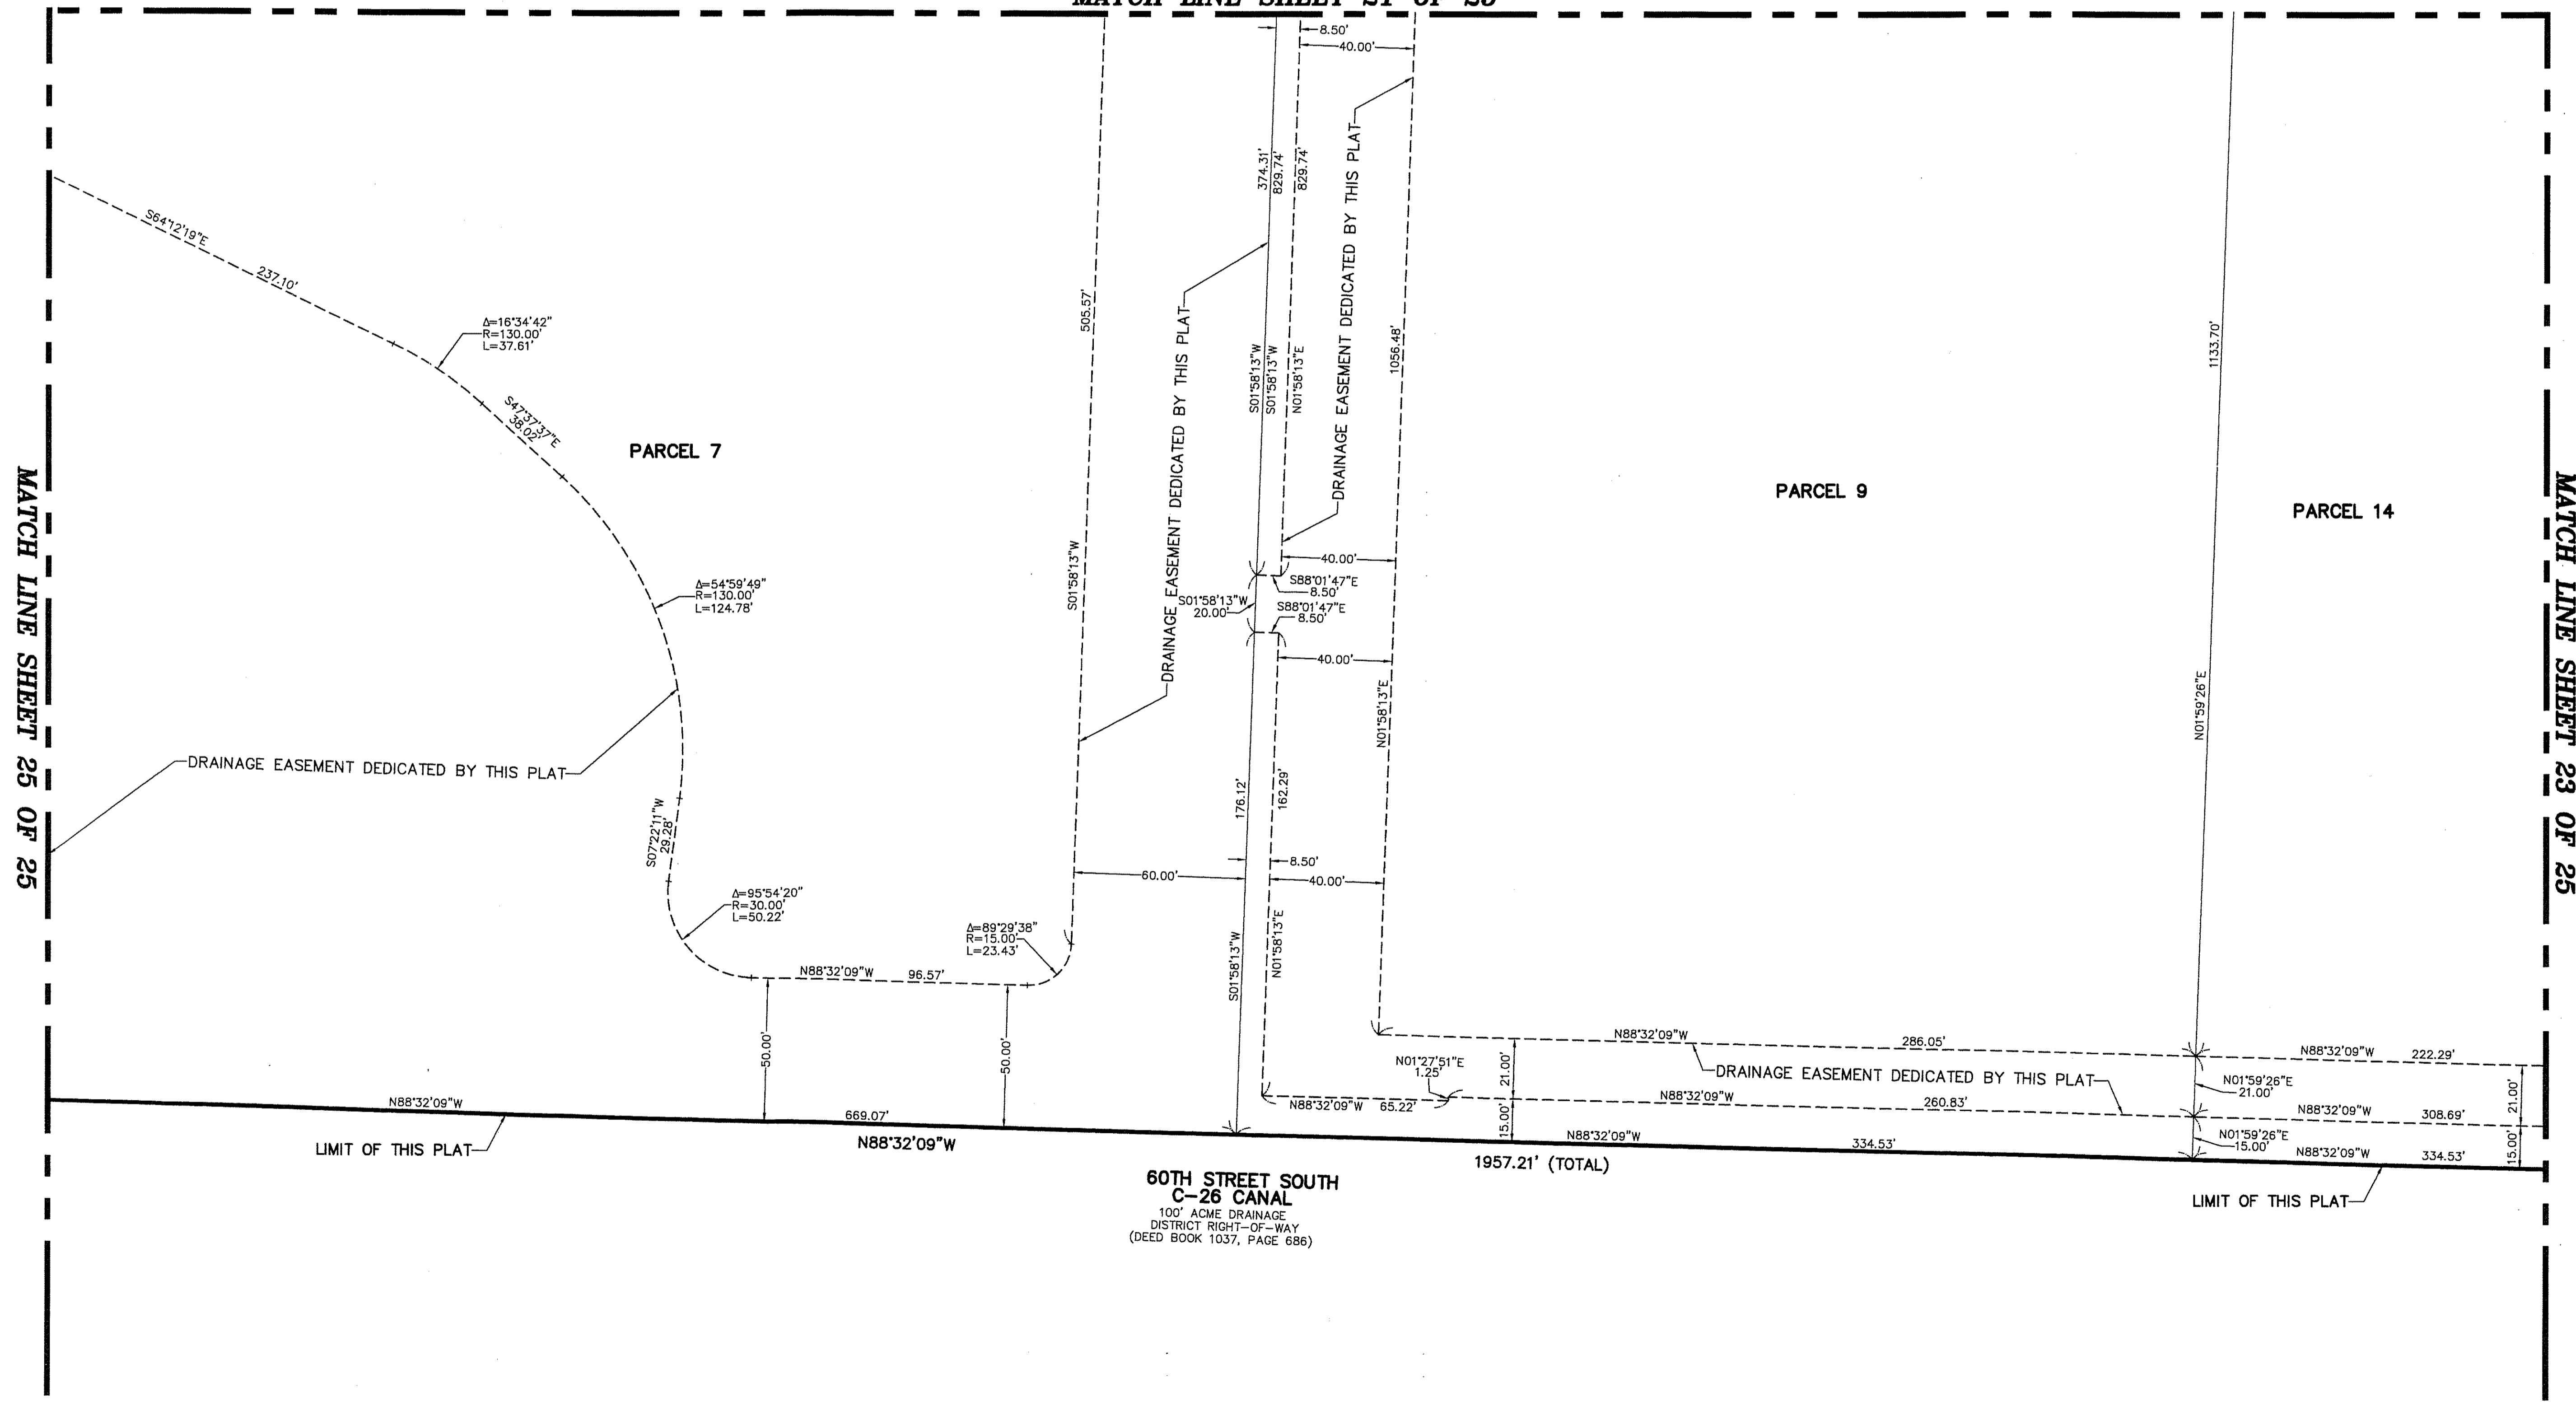 MATCH LINE SHEET 21 OF 25
8.50'
40.00'
374.31'
829.74'
829.74'
DRAINAGE EASEMENT DEDICATED BY THIS PLAT
S64°12'19"E
237.10'
Δ=16°34'42"
R=130.00'
L=37.61'
S47°37'37"E
38.02'
PARCEL 7
505.57'
S01°58'13"W
DRAINAGE EASEMENT DEDICATED BY THIS PLAT
S01°58'13"W
S01°58'13"W
N01°58'13"E
1056.48'
1133.70'
PARCEL 9
PARCEL 14
MATCH LINE SHEET 25 OF 25
MATCH LINE SHEET 23 OF 25
40.00'
S88°01'47"E
8.50'
S01°58'13"W
20.00'
S88°01'47"E
8.50'
40.00'
Δ=54°59'49"
R=130.00'
L=124.78'
N01°58'13"E
N01°59'26"E
DRAINAGE EASEMENT DEDICATED BY THIS PLAT
S07°22'11"W
29.28'
176.12'
162.29'
8.50'
60.00'
40.00'
Δ=95°54'20"
R=30.00'
L=50.22'
Δ=89°29'38"
R=15.00'
L=23.43'
S01°58'13"W
N01°58'13"E
N88°32'09"W 96.57'
50.00'
50.00'
N88°32'09"W 286.05'
N88°32'09"W 222.29'
N01°27'51"E
1.25'
21.00'
DRAINAGE EASEMENT DEDICATED BY THIS PLAT
N01°59'26"E
21.00'
21.00'
N88°32'09"W 65.22'
N88°32'09"W 260.83'
N88°32'09"W 308.69'
15.00'
N01°59'26"E
15.00'
15.00'
N88°32'09"W 669.07'
N88°32'09"W 334.53'
N88°32'09"W 334.53'
LIMIT OF THIS PLAT
N88°32'09"W
1957.21' (TOTAL)
LIMIT OF THIS PLAT
60TH STREET SOUTH
C-26 CANAL
100' ACME DRAINAGE
DISTRICT RIGHT-OF-WAY
(DEED BOOK 1037, PAGE 686)